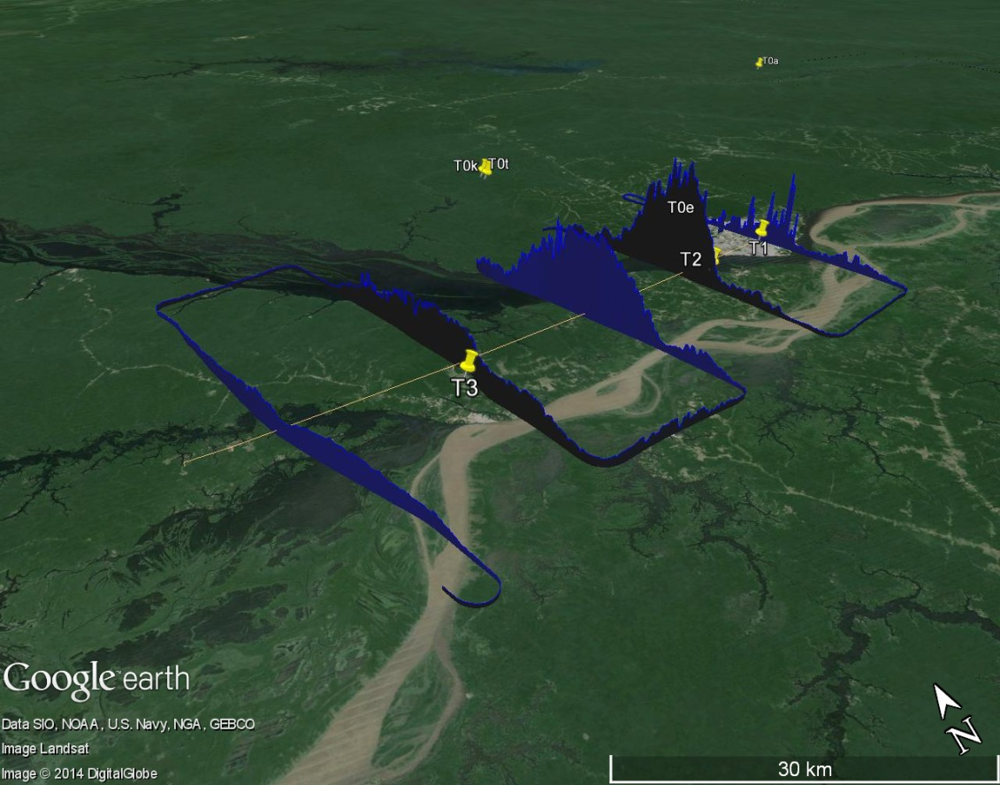 T0a
T0k T0t
T0e
T1
T2
T3
Google earth
Data SIO, NOAA, U.S. Navy, NGA, GEBCO
Image Landsat
Image © 2014 DigitalGlobe
N
30 km